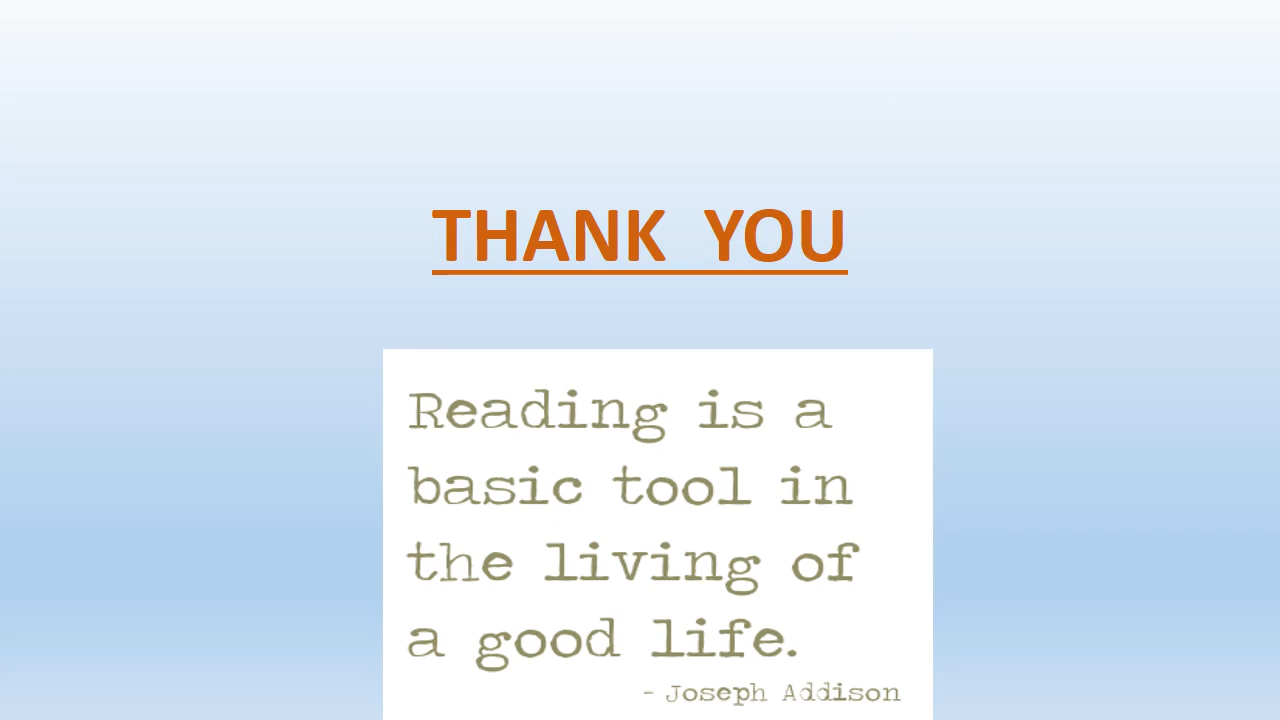 THANK YOU
Reading is a
basic tool in
the living of
a good life.
- Joseph Addison